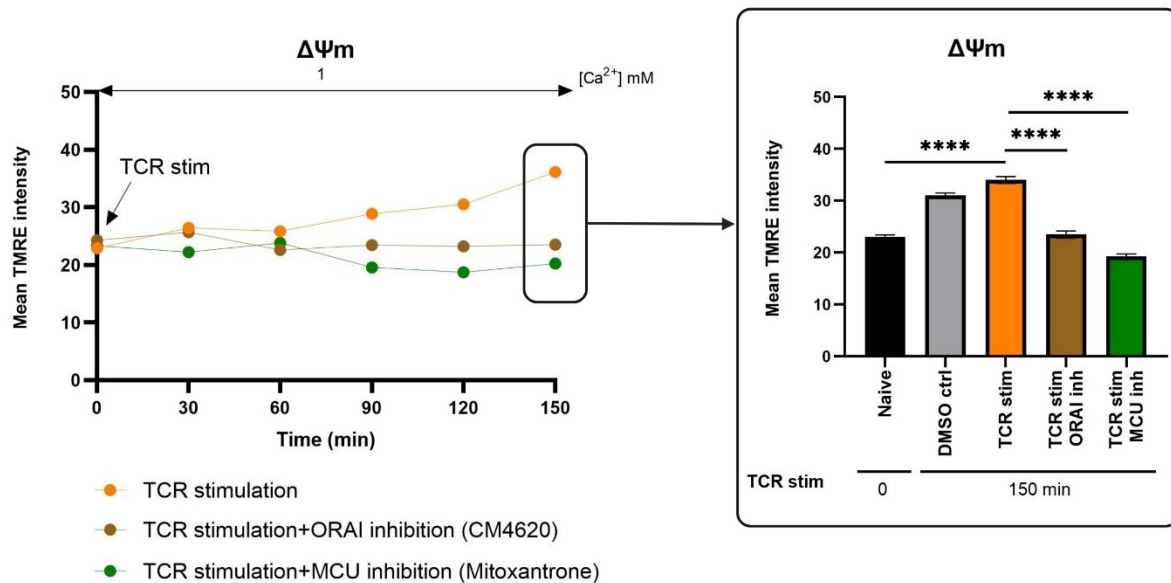 ΔΨm
1
[Ca²⁺] mM
50
40
30
20
10
0
Mean TMRE intensity
TCR stim
0 30 60 90 120 150
Time (min)
TCR stimulation
TCR stimulation+ORAI inhibition (CM4620)
TCR stimulation+MCU inhibition (Mitoxantrone)
ΔΨm
50
40
30
20
10
0
Mean TMRE intensity
****
****
****
Naive
DMSO ctrl
TCR stim
TCR stim
ORAI inh
TCR stim
MCU inh
TCR stim
0
150 min